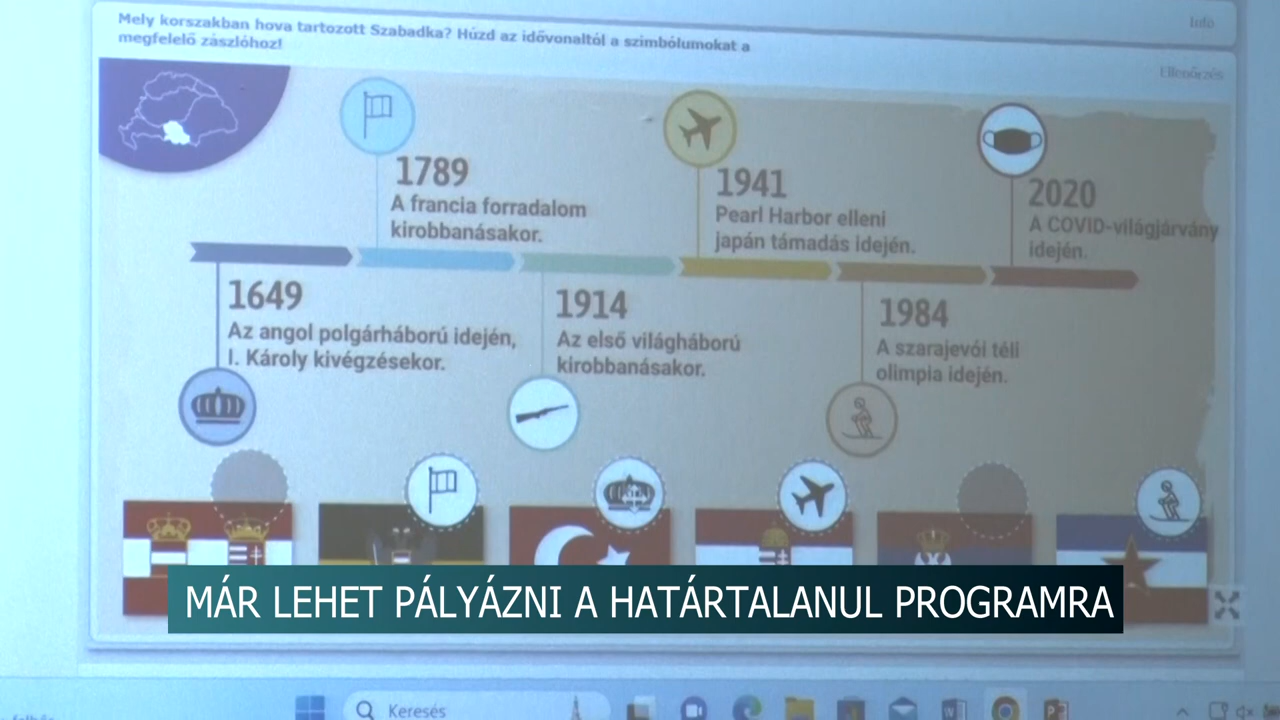 Mely korszakban hova tartozott Szabadka? Húzd az idővonaltól a szimbólumokat a
megfelelő zászlóhoz!
Infó
Ellenőrzés
1789
A francia forradalom
kirobbanásakor.
1941
Pearl Harbor elleni
japán támadás idején.
2020
A COVID-világjárvány
idején.
1649
Az angol polgárháború idején,
I. Károly kivégzésekor.
1914
Az első világháború
kirobbanásakor.
1984
A szarajevói téli
olimpia idején.
MÁR LEHET PÁLYÁZNI A HATÁRTALANUL PROGRAMRA
Keresés